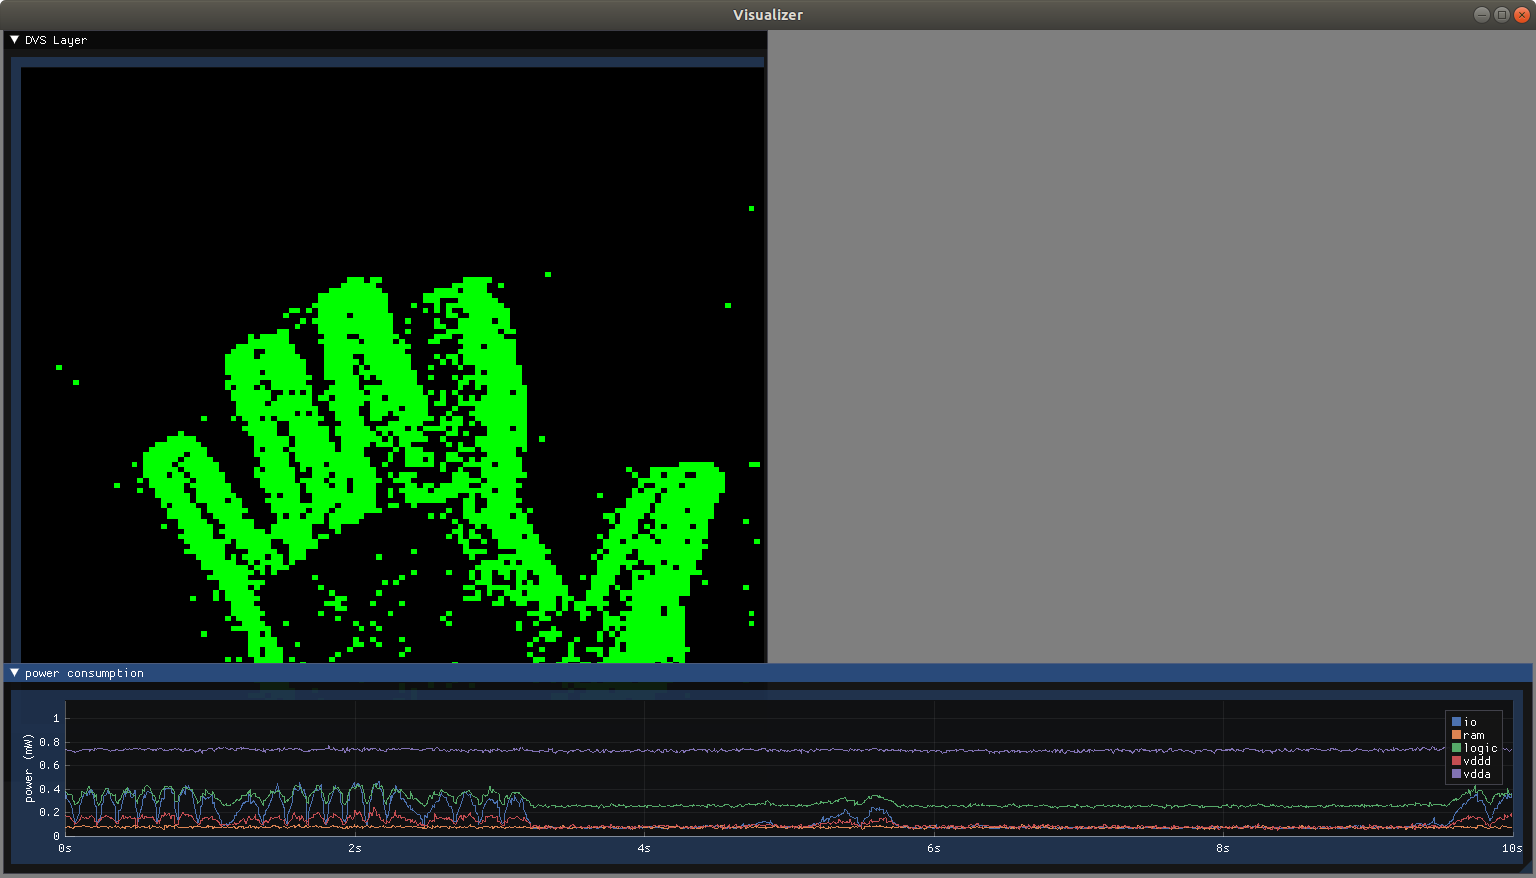 Visualizer
DVS Layer
power consumption
power (mW)
1
0.8
0.6
0.4
0.2
0
0s
2s
4s
6s
8s
10s
io
ram
logic
vddd
vdda